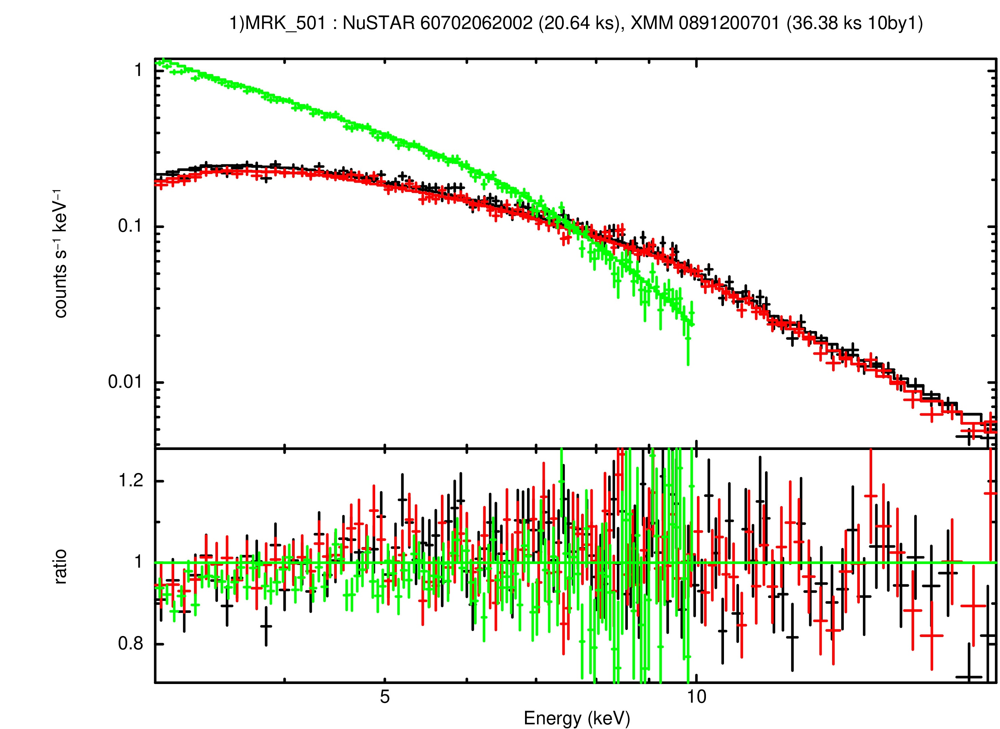 1)MRK_501 : NuSTAR 60702062002 (20.64 ks), XMM 0891200701 (36.38 ks 10by1)
1
0.1
0.01
counts s⁻¹ keV⁻¹
1.2
1
0.8
ratio
5
10
Energy (keV)